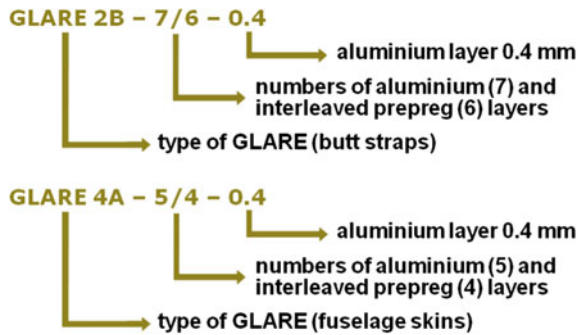 GLARE 2B – 7/6 – 0.4
aluminium layer 0.4 mm
numbers of aluminium (7) and
interleaved prepreg (6) layers
type of GLARE (butt straps)
GLARE 4A – 5/4 – 0.4
aluminium layer 0.4 mm
numbers of aluminium (5) and
interleaved prepreg (4) layers
type of GLARE (fuselage skins)